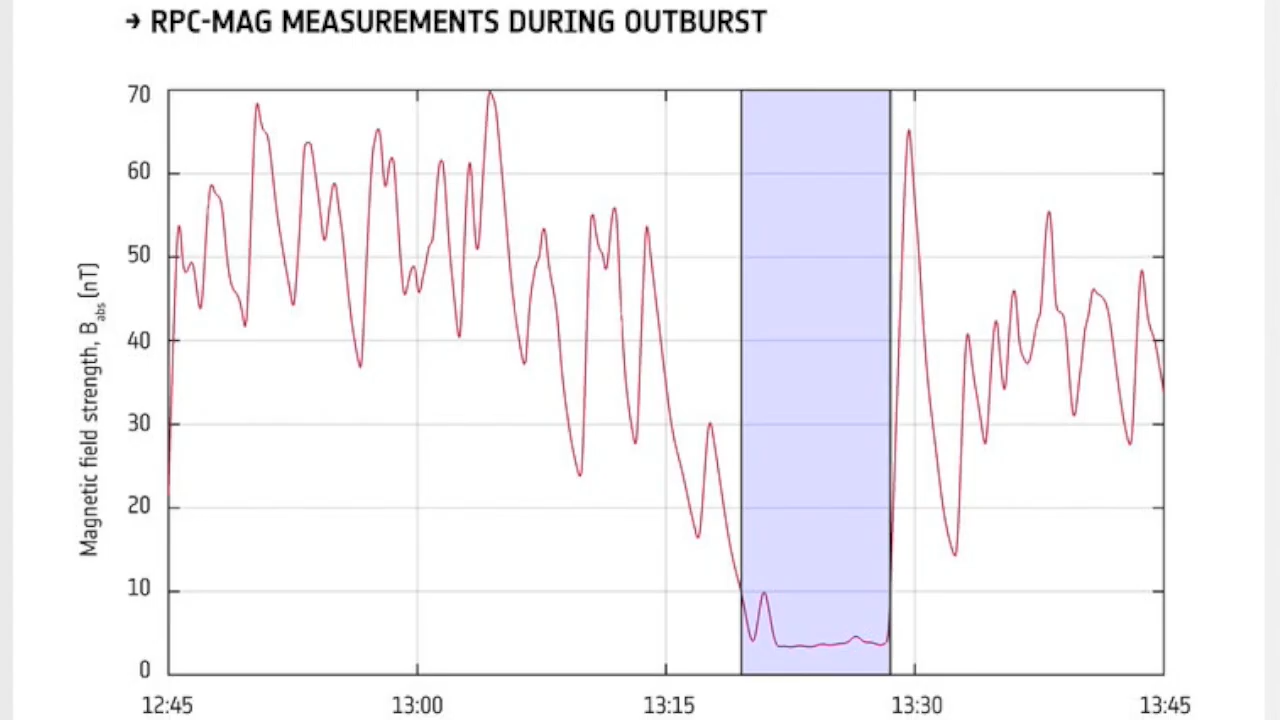 → RPC-MAG MEASUREMENTS DURING OUTBURST
Magnetic field strength, Babs (nT)
70
60
50
40
30
20
10
0
12:45 13:00 13:15 13:30 13:45